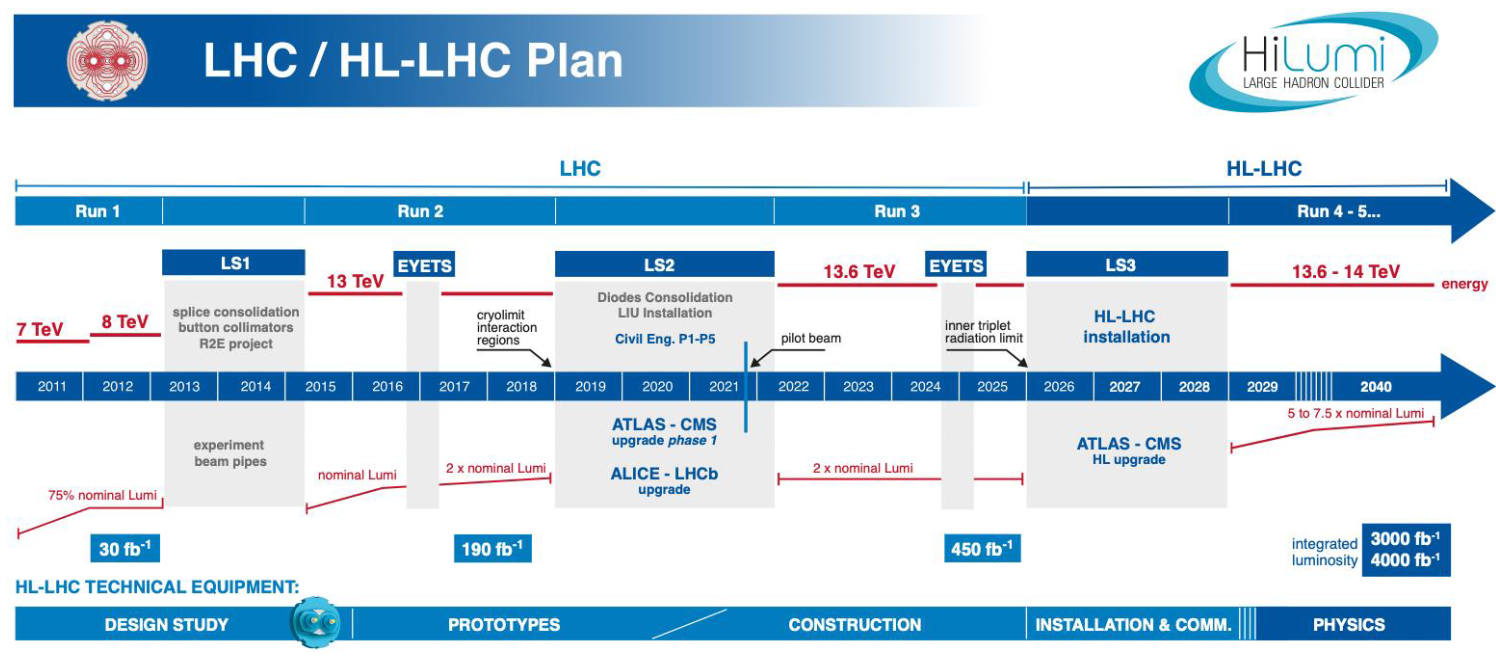 LHC / HL-LHC Plan
HiLumi
LARGE HADRON COLLIDER
LHC
HL-LHC
Run 1
Run 2
Run 3
Run 4 - 5...
LS1
EYETS
LS2
EYETS
LS3
13 TeV
13.6 TeV
13.6 - 14 TeV
energy
7 TeV
8 TeV
splice consolidation
button collimators
R2E project
cryolimit
interaction
regions
Diodes Consolidation
LIU Installation
Civil Eng. P1-P5
pilot beam
inner triplet
radiation limit
HL-LHC
installation
2011
2012
2013
2014
2015
2016
2017
2018
2019
2020
2021
2022
2023
2024
2025
2026
2027
2028
2029
2040
5 to 7.5 x nominal Lumi
experiment
beam pipes
ATLAS - CMS
upgrade phase 1
ALICE - LHCb
upgrade
ATLAS - CMS
HL upgrade
75% nominal Lumi
nominal Lumi
2 x nominal Lumi
2 x nominal Lumi
30 fb-1
190 fb-1
450 fb-1
integrated
luminosity
3000 fb-1
4000 fb-1
HL-LHC TECHNICAL EQUIPMENT:
DESIGN STUDY
PROTOTYPES
CONSTRUCTION
INSTALLATION & COMM.
PHYSICS